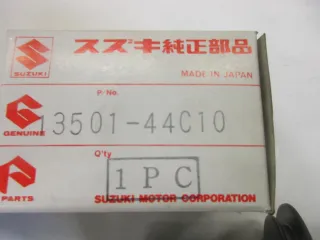 スズキ純正部品
SUZUKI
MADE IN JAPAN
P/No.
GENUINE
13501-44C10
Q'ty
1 P C
PARTS
SUZUKI MOTOR CORPORATION